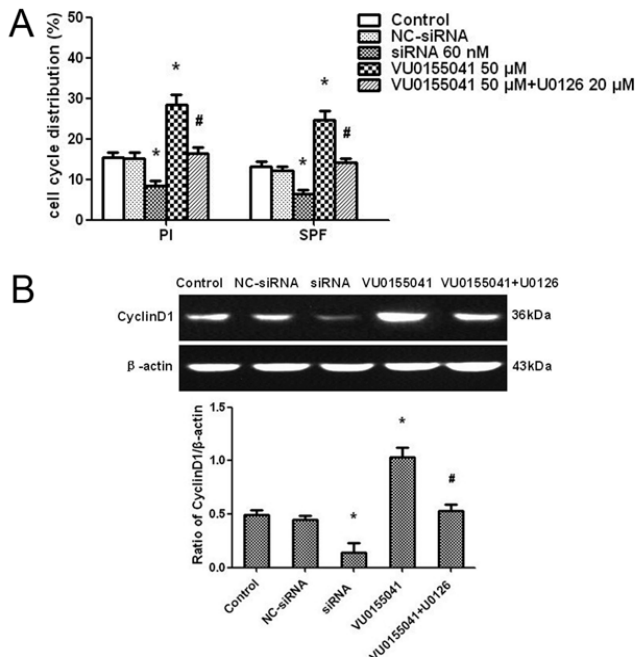 A
cell cycle distribution (%)
50
40
30
20
10
0
Control
NC-siRNA
siRNA 60 nM
VU0155041 50 μM
VU0155041 50 μM+U0126 20 μM
* * #
* * #
PI SPF
B
Control NC-siRNA siRNA VU0155041 VU0155041+U0126
CyclinD1 36kDa
β-actin 43kDa
Ratio of CyclinD1/β-actin
1.5
1.0
0.5
0.0
* * #
Control NC-siRNA siRNA VU0155041 VU0155041+U0126